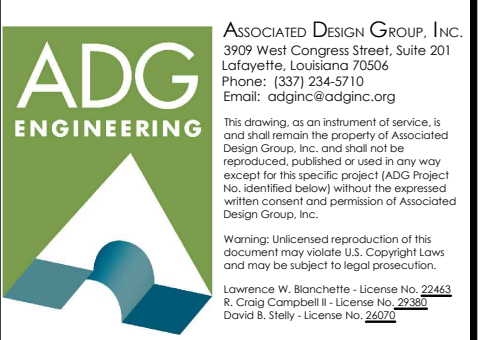 ADG
ENGINEERING
ASSOCIATED DESIGN GROUP, INC.
3909 West Congress Street, Suite 201
Lafayette, Louisiana 70506
Phone: (337) 234-5710
Email: adginc@adginc.org
This drawing, as an instrument of service, is
and shall remain the property of Associated
Design Group, Inc. and shall not be
reproduced, published or used in any way
except for this specific project (ADG Project
No. identified below) without the expressed
written consent and permission of Associated
Design Group, Inc.
Warning: Unlicensed reproduction of this
document may violate U.S. Copyright Laws
and may be subject to legal prosecution.
Lawrence W. Blanchette - License No. 22463
R. Craig Campbell II - License No. 29380
David B. Stelly - License No. 26070